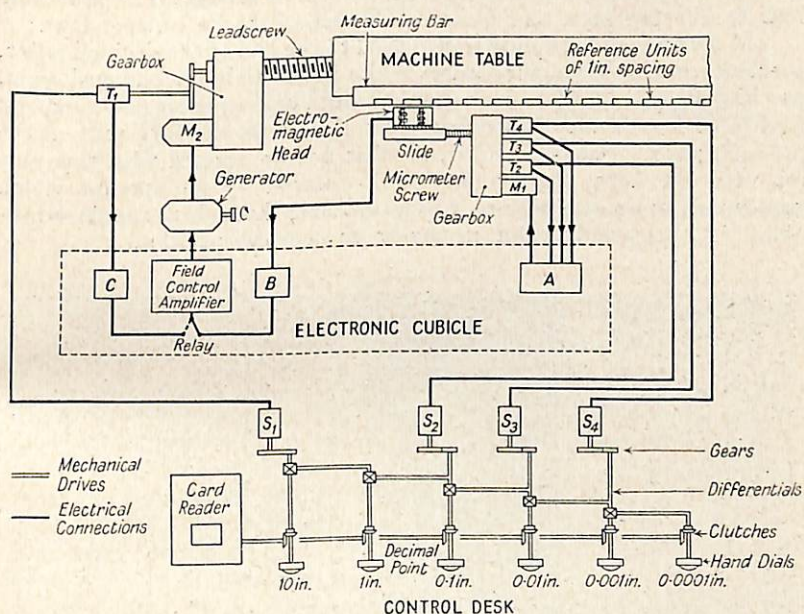 Measuring Bar
Leadscrew
MACHINE TABLE
Reference Units
of 1in. spacing
Gearbox
T1
M2
Electro-
magnetic
Head
Slide
Micrometer
Screw
T4
T3
T2
M1
Gearbox
Generator
C
Field
Control
Amplifier
B
A
Relay
ELECTRONIC CUBICLE
S1
S2
S3
S4
Mechanical
Drives
Electrical
Connections
Card
Reader
Gears
Differentials
Clutches
Hand Dials
Decimal
Point
10in.
1in.
0·1in.
0·01in.
0·001in.
0·0001in.
CONTROL DESK